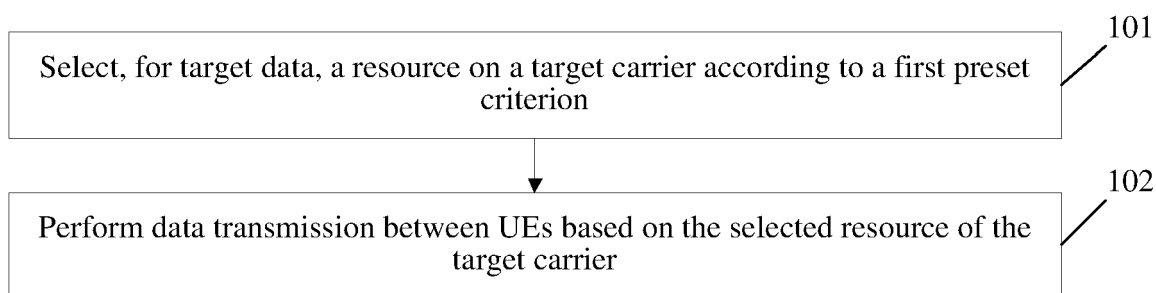 101
Select, for target data, a resource on a target carrier according to a first preset
criterion
102
Perform data transmission between UEs based on the selected resource of the
target carrier